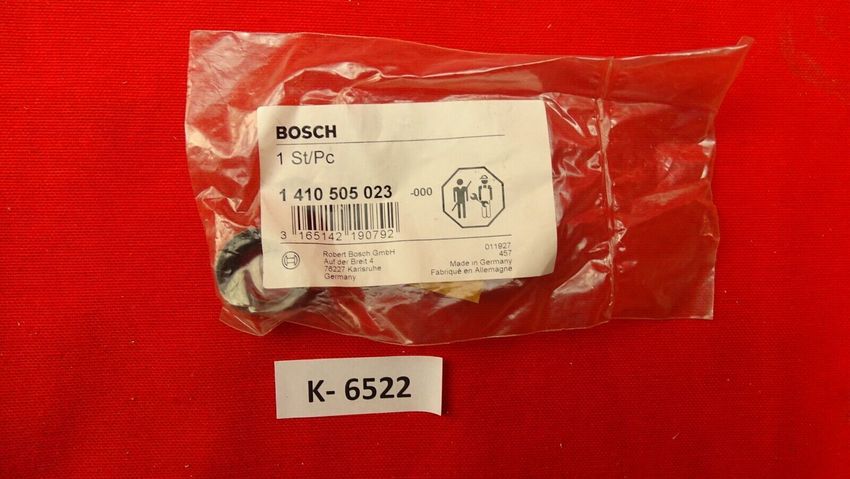 BOSCH
1 St/Pc
1 410 505 023 -000
3 165142 190792
Robert Bosch GmbH
Auf der Breit 4
76227 Karlsruhe
Germany
011927
457
Made in Germany
Fabriqué en Allemagne
K- 6522